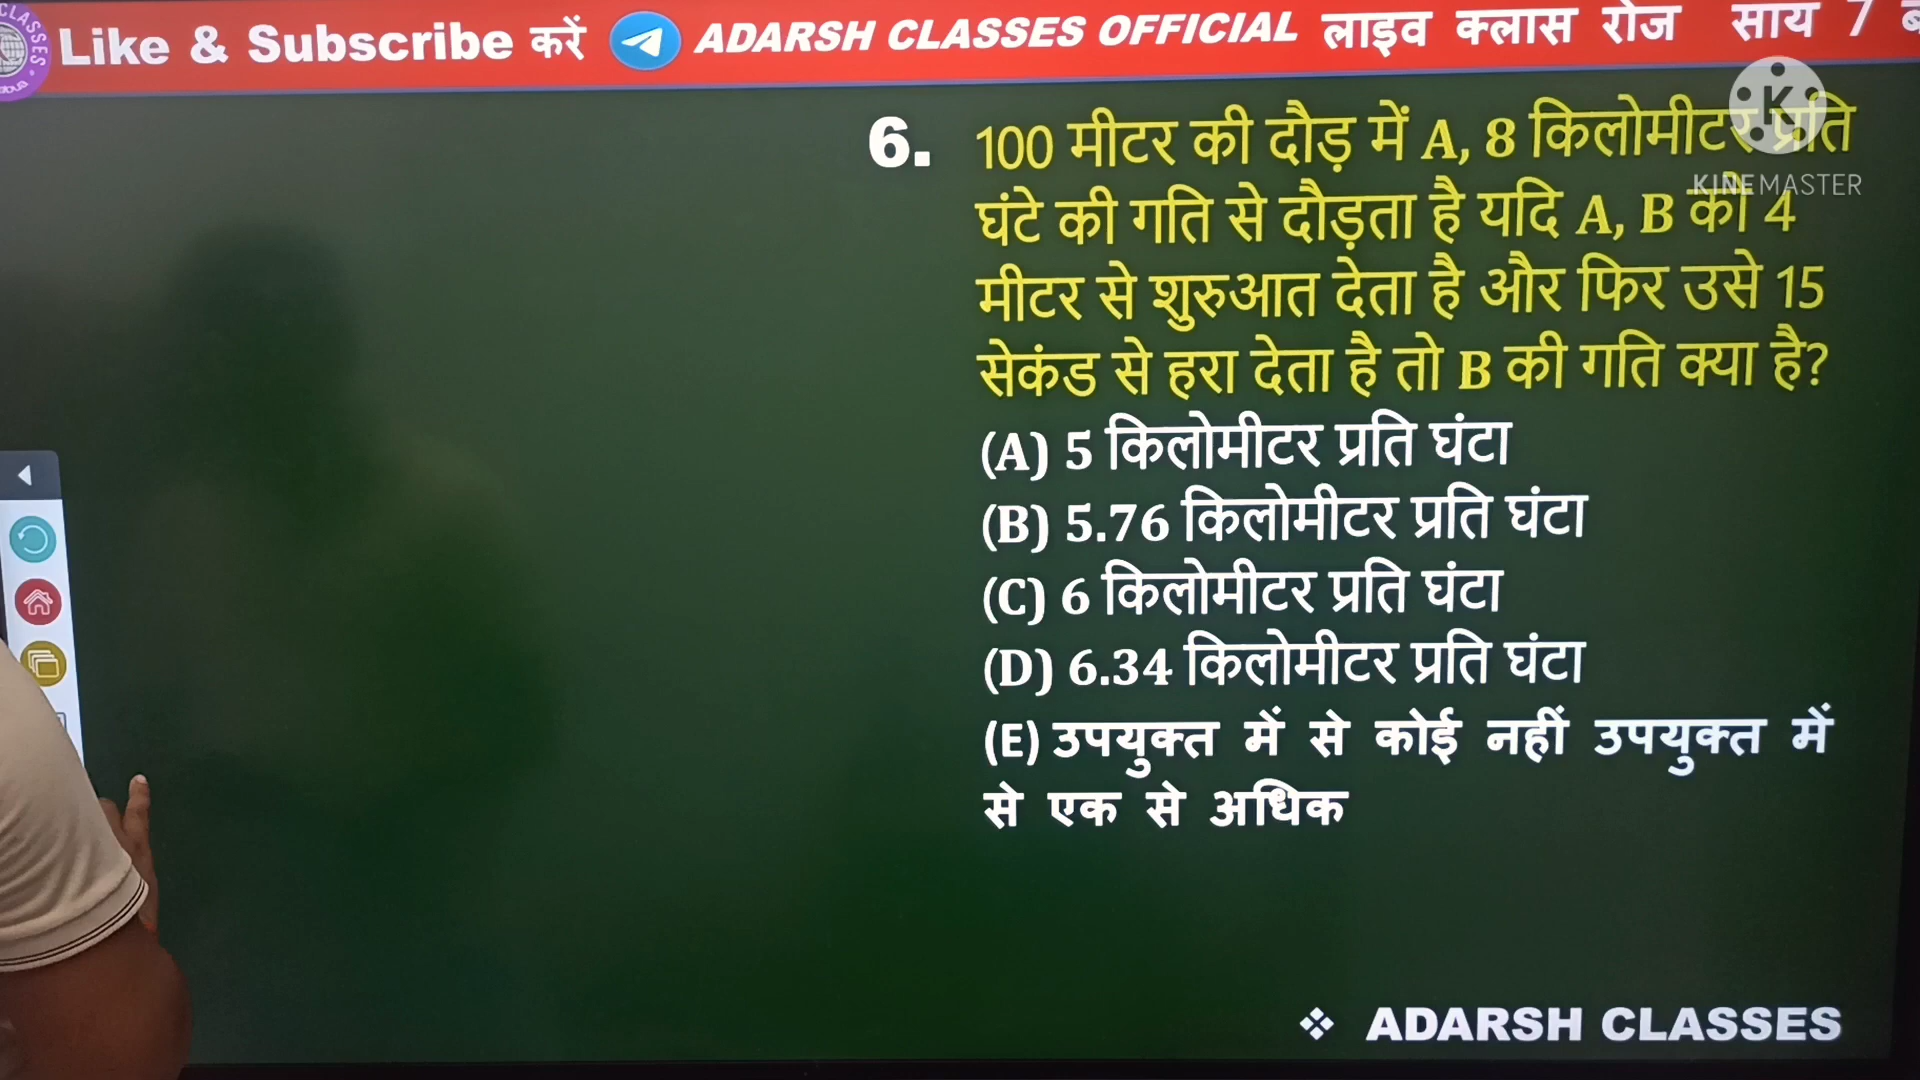 CLASSES
Like & Subscribe करें ADARSH CLASSES OFFICIAL लाइव क्लास रोज साय 7
KINEMASTER
6. 100 मीटर की दौड़ में A, 8 किलोमीटर प्रति
घंटे की गति से दौड़ता है यदि A, B को 4
मीटर से शुरुआत देता है और फिर उसे 15
सेकंड से हरा देता है तो B की गति क्या है?
(A) 5 किलोमीटर प्रति घंटा
(B) 5.76 किलोमीटर प्रति घंटा
(C) 6 किलोमीटर प्रति घंटा
(D) 6.34 किलोमीटर प्रति घंटा
(E) उपयुक्त में से कोई नहीं उपयुक्त में
से एक से अधिक
❖ ADARSH CLASSES